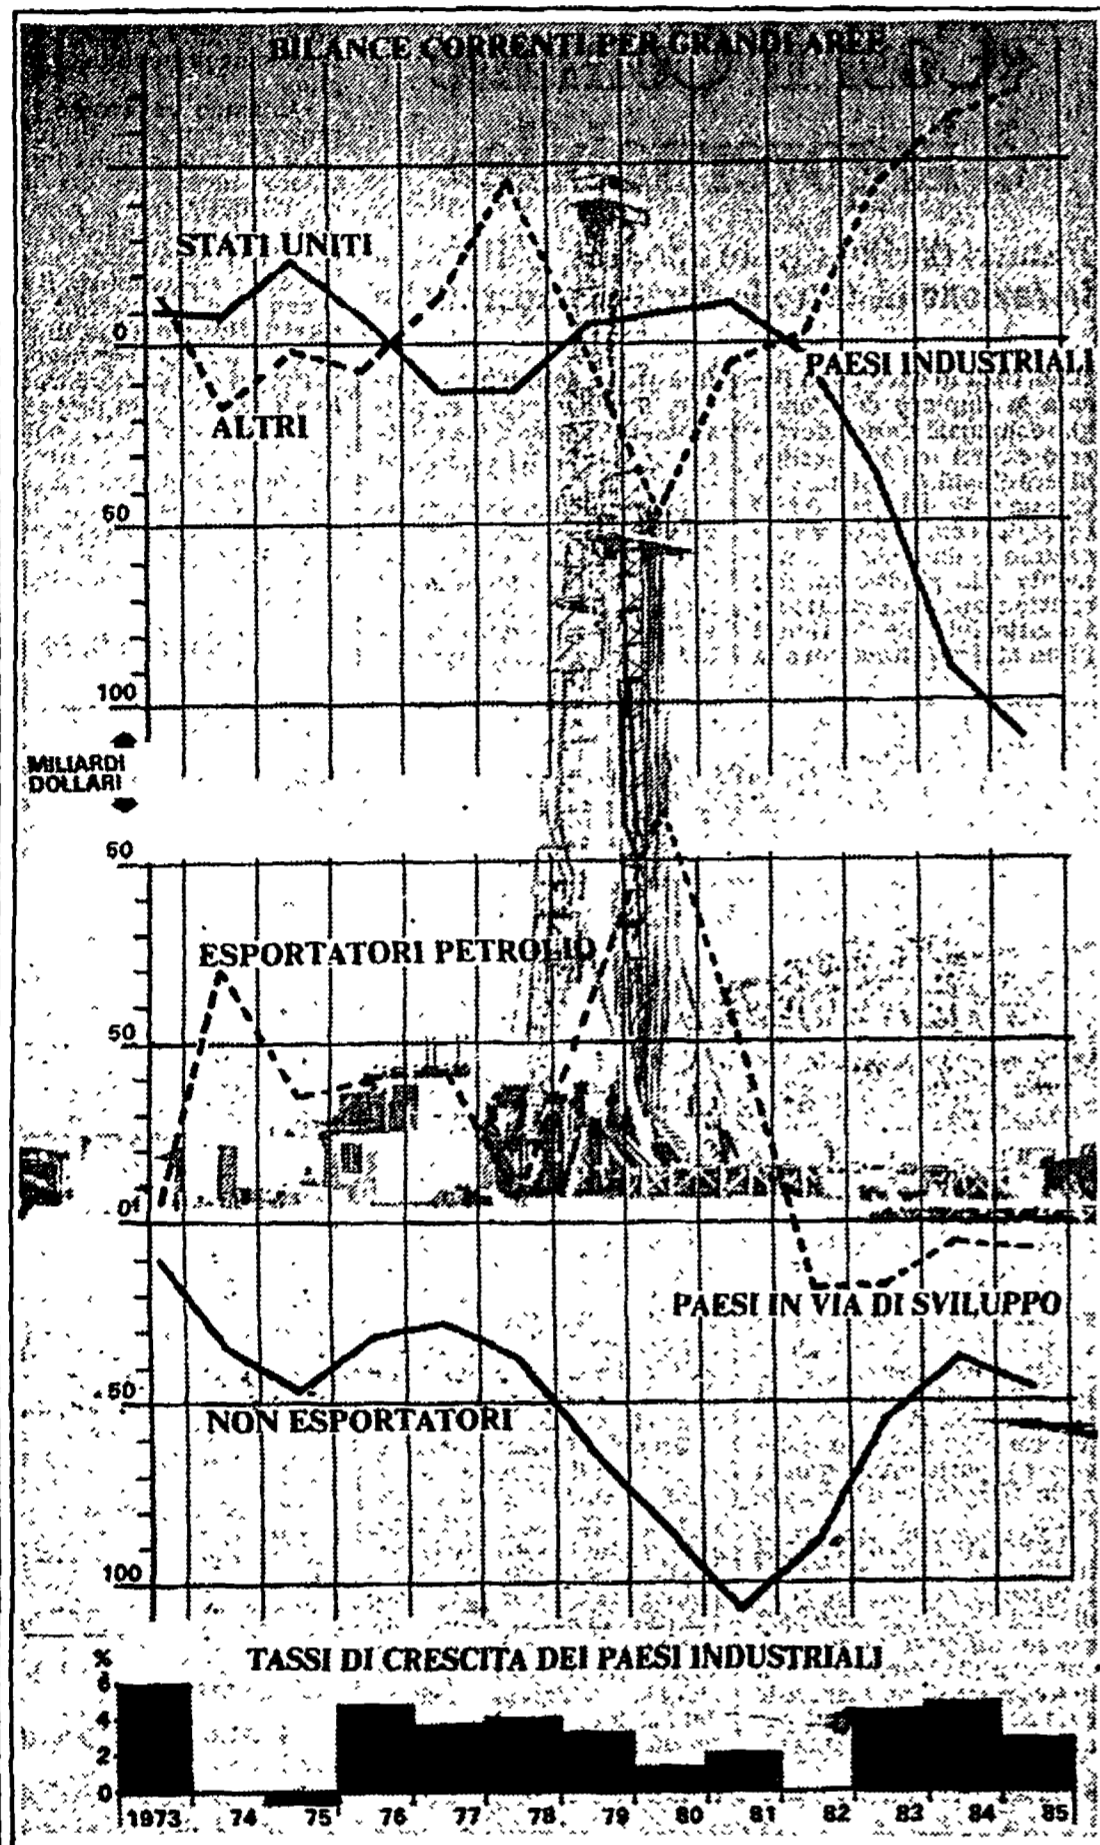 BILANCE CORRENTI PER GRANDI AREE
STATI UNITI
0
PAESI INDUSTRIALI
ALTRI
50
100
MILIARDI
DOLLARI
50
ESPORTATORI PETROLIO
50
0
PAESI IN VIA DI SVILUPPO
50
NON ESPORTATORI
100
TASSI DI CRESCITA DEI PAESI INDUSTRIALI
%
6
4
2
0
1973 74 75 76 77 78 79 80 81 82 83 84 85